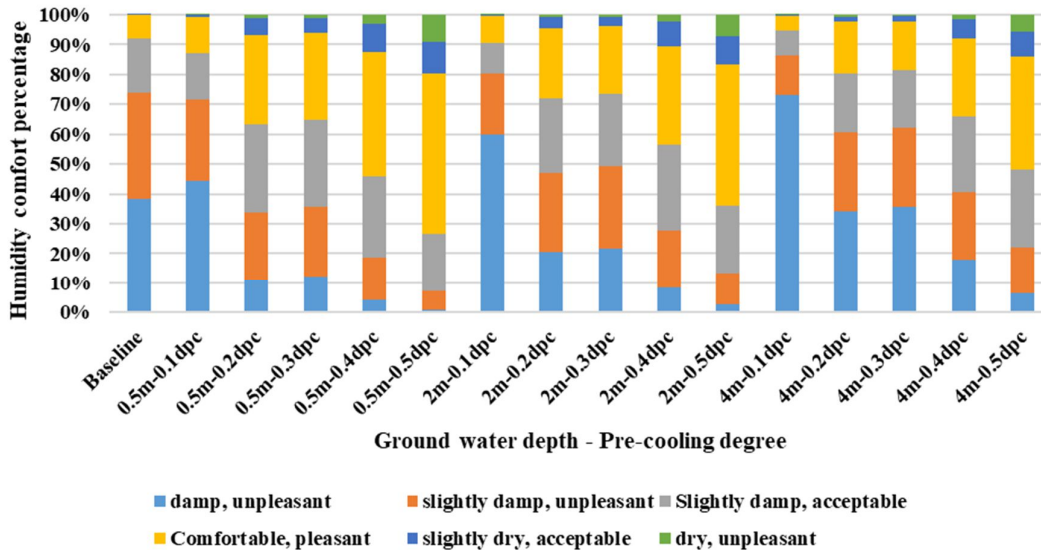 Humidity comfort percentage
100%
90%
80%
70%
60%
50%
40%
30%
20%
10%
0%
Baseline
0.5m-0.1dpc
0.5m-0.2dpc
0.5m-0.3dpc
0.5m-0.4dpc
0.5m-0.5dpc
2m-0.1dpc
2m-0.2dpc
2m-0.3dpc
2m-0.4dpc
2m-0.5dpc
4m-0.1dpc
4m-0.2dpc
4m-0.3dpc
4m-0.4dpc
4m-0.5dpc
Ground water depth - Pre-cooling degree
damp, unpleasant
slightly damp, unpleasant
Slightly damp, acceptable
Comfortable, pleasant
slightly dry, acceptable
dry, unpleasant